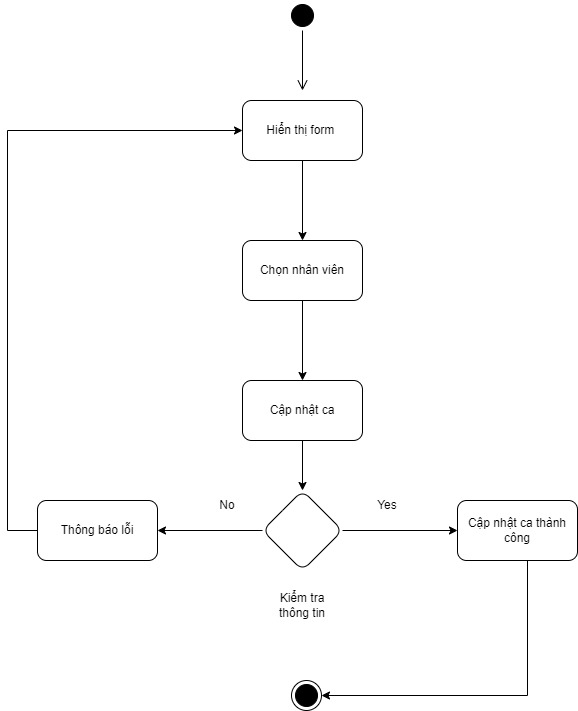 Hiển thị form
Chọn nhân viên
Cập nhật ca
No
Yes
Thông báo lỗi
Cập nhật ca thành
công
Kiểm tra
thông tin